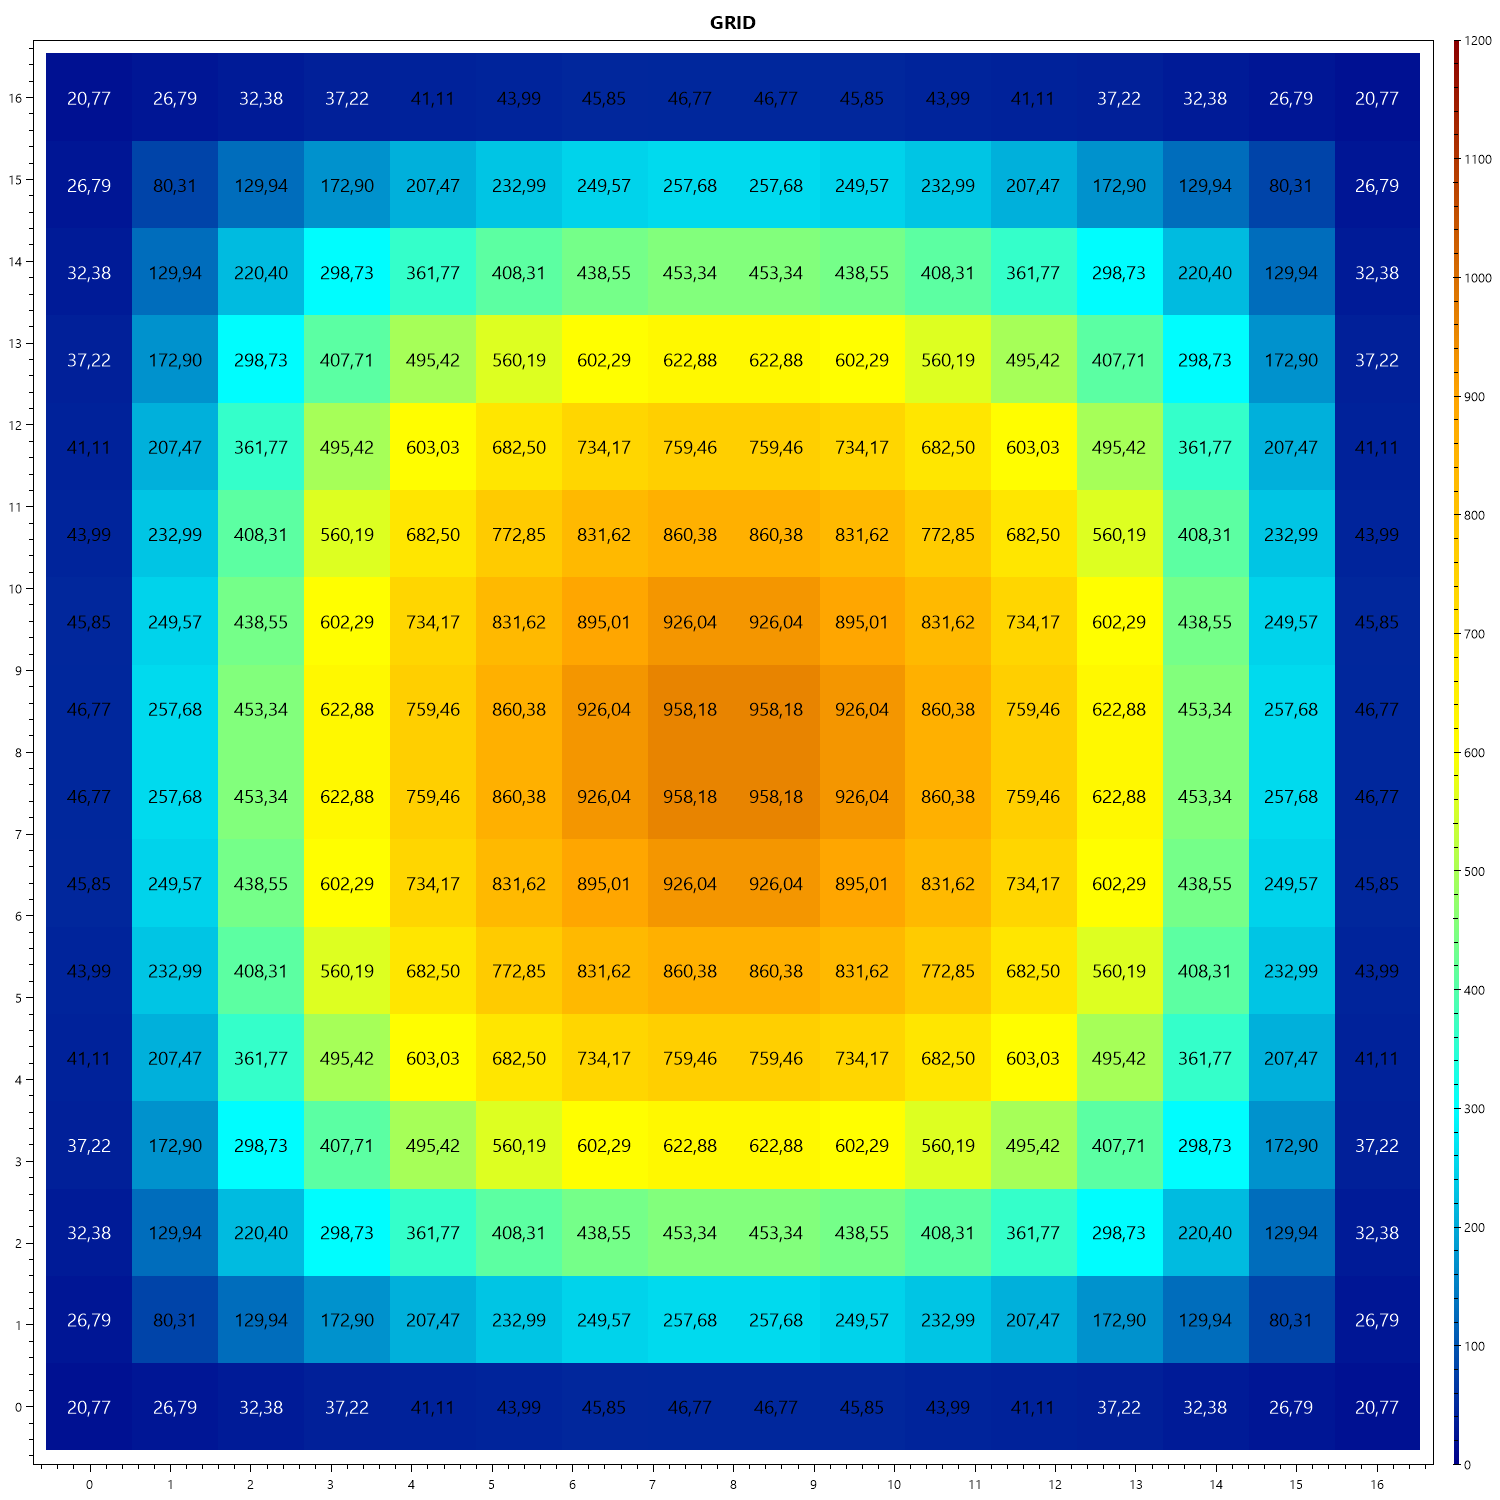 GRID
20,77 26,79 32,38 37,22 41,11 43,99 45,85 46,77 46,77 45,85 43,99 41,11 37,22 32,38 26,79 20,77
26,79 80,31 129,94 172,90 207,47 232,99 249,57 257,68 257,68 249,57 232,99 207,47 172,90 129,94 80,31 26,79
32,38 129,94 220,40 298,73 361,77 408,31 438,55 453,34 453,34 438,55 408,31 361,77 298,73 220,40 129,94 32,38
37,22 172,90 298,73 407,71 495,42 560,19 602,29 622,88 622,88 602,29 560,19 495,42 407,71 298,73 172,90 37,22
41,11 207,47 361,77 495,42 603,03 682,50 734,17 759,46 759,46 734,17 682,50 603,03 495,42 361,77 207,47 41,11
43,99 232,99 408,31 560,19 682,50 772,85 831,62 860,38 860,38 831,62 772,85 682,50 560,19 408,31 232,99 43,99
45,85 249,57 438,55 602,29 734,17 831,62 895,01 926,04 926,04 895,01 831,62 734,17 602,29 438,55 249,57 45,85
46,77 257,68 453,34 622,88 759,46 860,38 926,04 958,18 958,18 926,04 860,38 759,46 622,88 453,34 257,68 46,77
46,77 257,68 453,34 622,88 759,46 860,38 926,04 958,18 958,18 926,04 860,38 759,46 622,88 453,34 257,68 46,77
45,85 249,57 438,55 602,29 734,17 831,62 895,01 926,04 926,04 895,01 831,62 734,17 602,29 438,55 249,57 45,85
43,99 232,99 408,31 560,19 682,50 772,85 831,62 860,38 860,38 831,62 772,85 682,50 560,19 408,31 232,99 43,99
41,11 207,47 361,77 495,42 603,03 682,50 734,17 759,46 759,46 734,17 682,50 603,03 495,42 361,77 207,47 41,11
37,22 172,90 298,73 407,71 495,42 560,19 602,29 622,88 622,88 602,29 560,19 495,42 407,71 298,73 172,90 37,22
32,38 129,94 220,40 298,73 361,77 408,31 438,55 453,34 453,34 438,55 408,31 361,77 298,73 220,40 129,94 32,38
26,79 80,31 129,94 172,90 207,47 232,99 249,57 257,68 257,68 249,57 232,99 207,47 172,90 129,94 80,31 26,79
20,77 26,79 32,38 37,22 41,11 43,99 45,85 46,77 46,77 45,85 43,99 41,11 37,22 32,38 26,79 20,77
16
15
14
13
12
11
10
9
8
7
6
5
4
3
2
1
0
0 1 2 3 4 5 6 7 8 9 10 11 12 13 14 15 16
1200
1100
1000
900
800
700
600
500
400
300
200
100
0